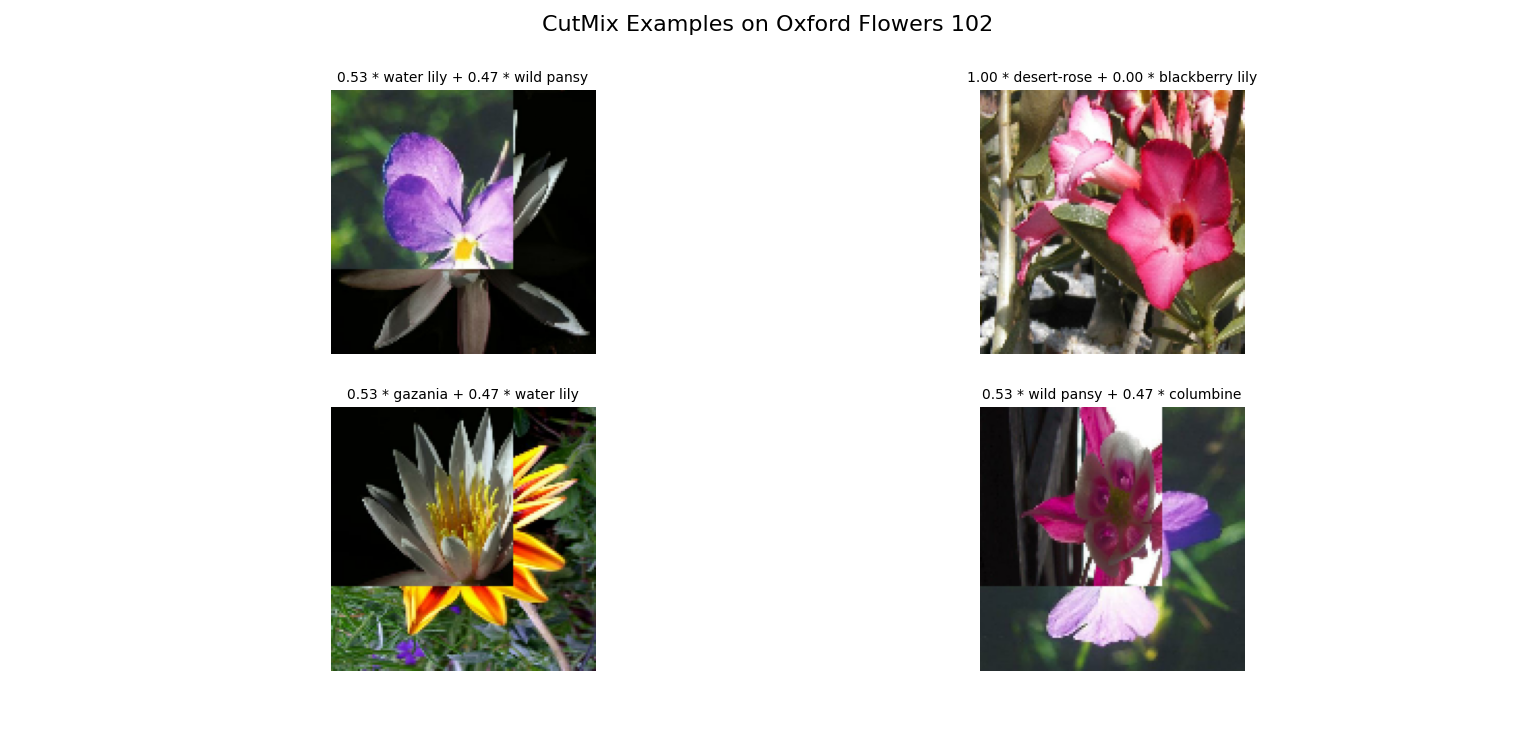 CutMix Examples on Oxford Flowers 102
0.53 * water lily + 0.47 * wild pansy
1.00 * desert-rose + 0.00 * blackberry lily
0.53 * gazania + 0.47 * water lily
0.53 * wild pansy + 0.47 * columbine